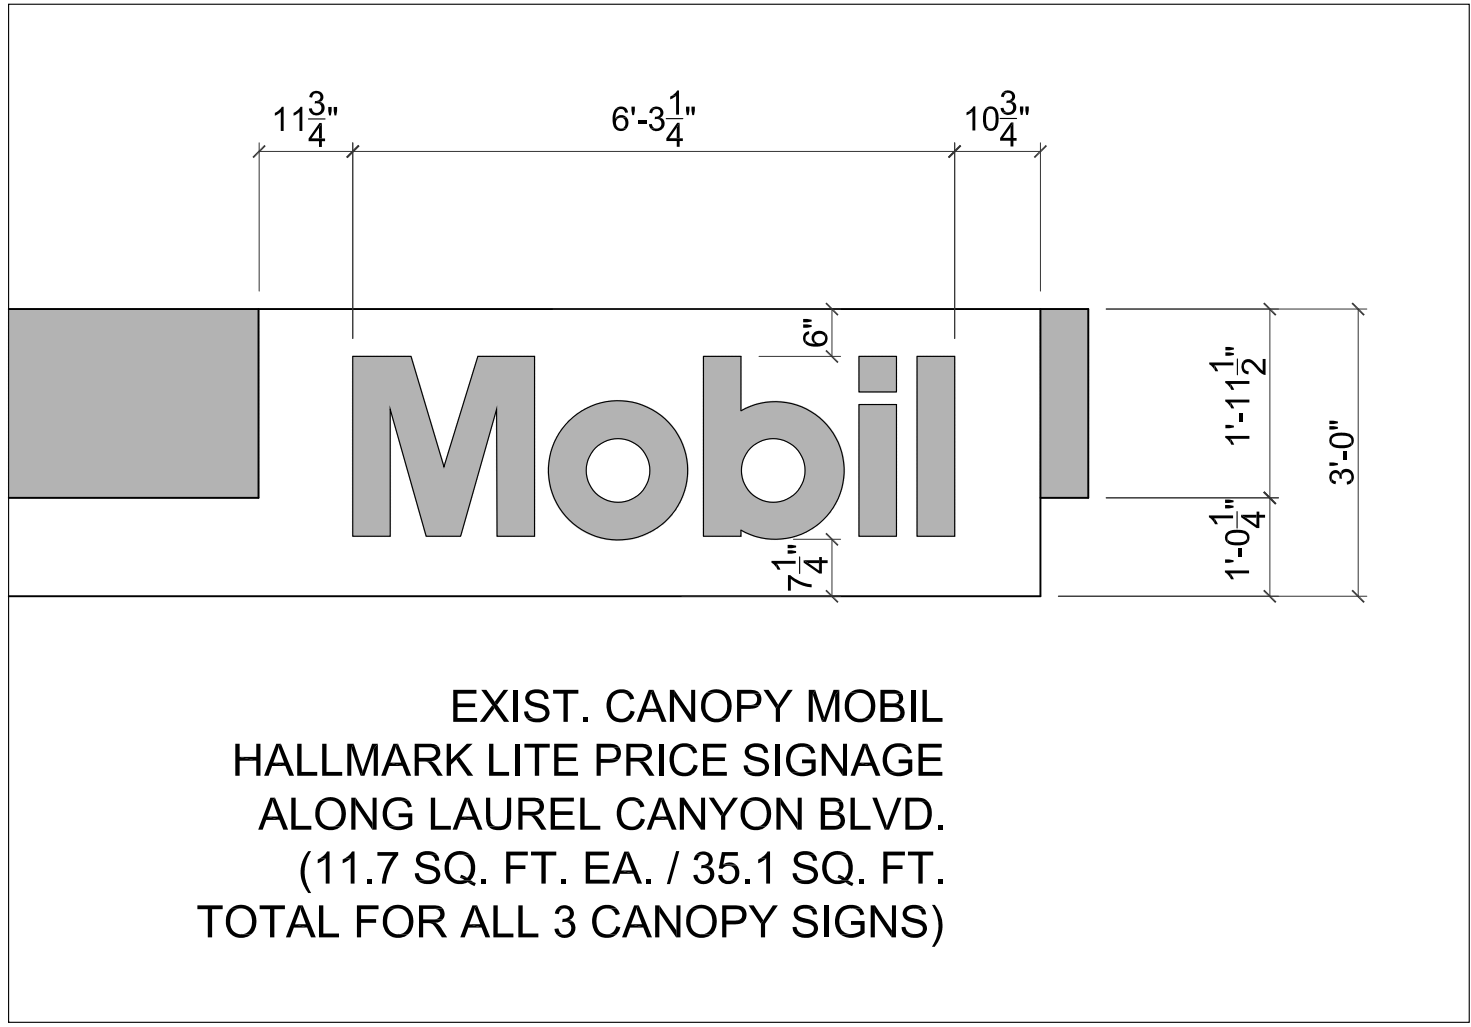 11 3/4"
6'-3 1/4"
10 3/4"
6"
Mobil
7 1/4"
1'-11 1/2"
1'-0 1/4"
3'-0"
EXIST. CANOPY MOBIL
HALLMARK LITE PRICE SIGNAGE
ALONG LAUREL CANYON BLVD.
(11.7 SQ. FT. EA. / 35.1 SQ. FT.
TOTAL FOR ALL 3 CANOPY SIGNS)